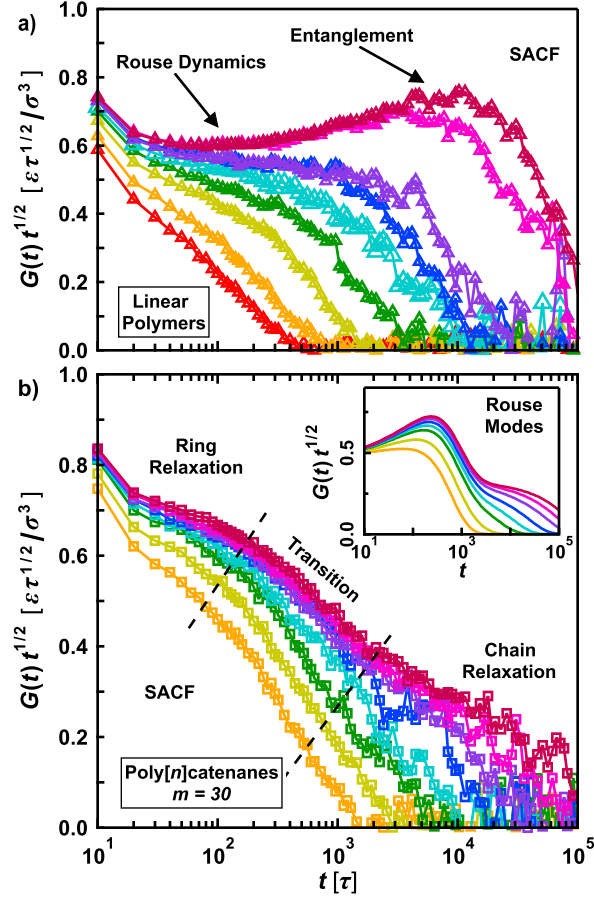 a)
Entanglement
SACF
Rouse Dynamics
G(t) t^{1/2} [ ετ^{1/2}/σ^3 ]
1.0
0.8
0.6
0.4
0.2
0.0
Linear
Polymers
b)
G(t) t^{1/2} [ ετ^{1/2}/σ^3 ]
1.0
0.8
0.6
0.4
0.2
0.0
Ring
Relaxation
Transition
Chain
Relaxation
SACF
Poly[n]catenanes
m = 30
Rouse
Modes
G(t) t^{1/2}
0.5
0.0
10^1
10^3
10^5
t
10^1
10^2
10^3
10^4
10^5
t [τ]